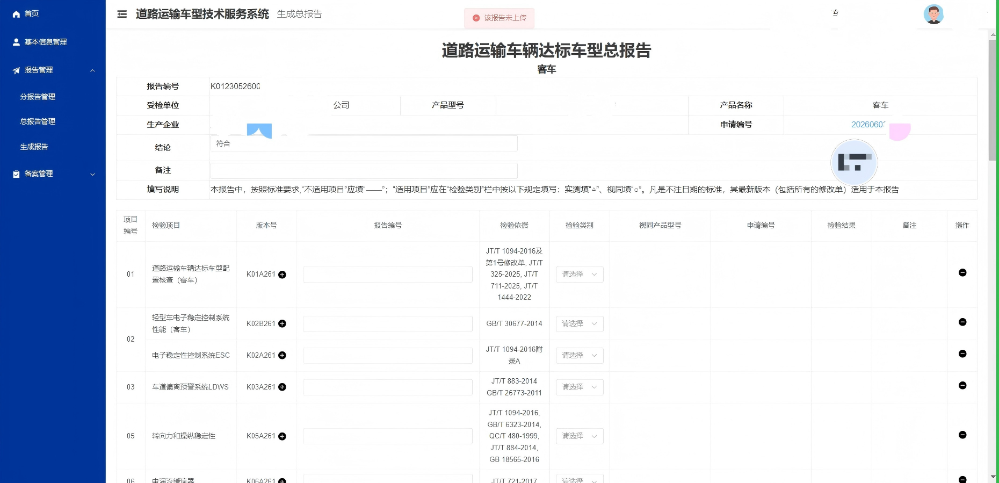 首页
基本信息管理
报告管理
分报告管理
总报告管理
生成报告
备案管理
道路运输车型技术服务系统 生成总报告
该报告未上传
道路运输车辆达标车型总报告
客车
报告编号 K0123052600
受检单位 公司 产品型号 产品名称 客车
生产企业 申请编号 2026060
结论 符合
备注
填写说明 本报告中，按照标准要求,“不适用项目”应填“——”；“适用项目”应在“检验类别”栏中按以下规定填写：实测填“△”、视同填“○”。凡是不注日期的标准，其最新版本（包括所有的修改单）适用于本报告
项目编号 检验项目 版本号 报告编号 检验依据 检验类别 视同产品型号 申请编号 检验结果 备注 操作
01 道路运输车辆达标车型配置核查（客车） K01A261 JT/T 1094-2016及第1号修改单, JT/T 325-2025, JT/T 711-2025, JT/T 1444-2022 请选择
02 轻型车电子稳定控制系统性能（客车） K02B261 GB/T 30677-2014 请选择
电子稳定性控制系统ESC K02A261 JT/T 1094-2016附录A 请选择
03 车道偏离预警系统LDWS K03A261 JT/T 883-2014 GB/T 26773-2011 请选择
05 转向力和操纵稳定性 K05A261 JT/T 1094-2016, GB/T 6323-2014, QC/T 480-1999, JT/T 884-2014, GB 18565-2016 请选择
06 电涡流缓速器 K06A261 JT/T 721-2017 请选择